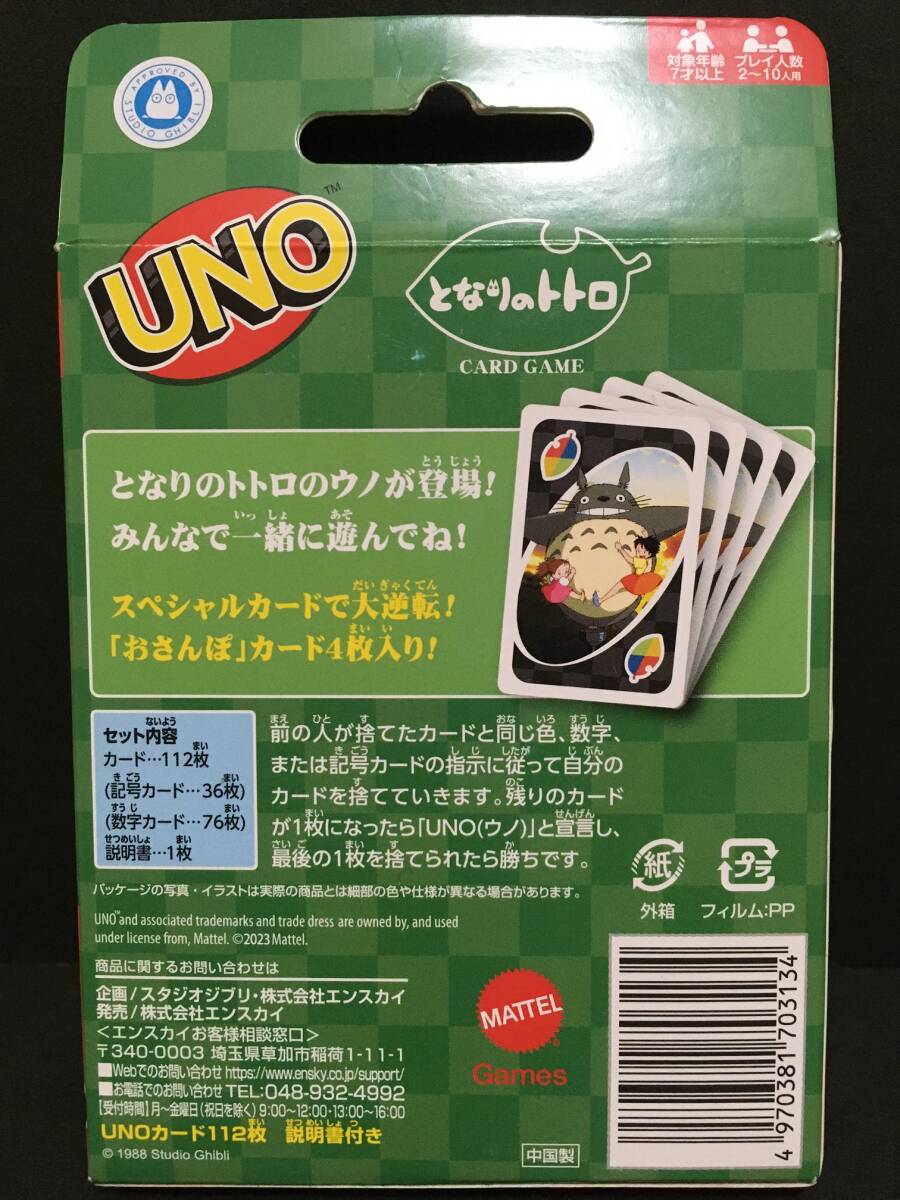 APPROVED BY
STUDIO GHIBLI
対象年齢
7才以上
プレイ人数
2〜10人用
UNO™
となりのトトロ
CARD GAME
となりのトトロのウノが登場!
みんなで一緒に遊んでね!
スペシャルカードで大逆転!
「おさんぽ」カード4枚入り!
セット内容
カード…112枚
(記号カード…36枚)
(数字カード…76枚)
説明書…1枚
前の人が捨てたカードと同じ色、数字、
または記号カードの指示に従って自分の
カードを捨てていきます。残りのカード
が1枚になったら「UNO(ウノ)」と宣言し、
最後の1枚を捨てられたら勝ちです。
パッケージの写真・イラストは実際の商品とは細部の色や仕様が異なる場合があります。
UNO™and associated trademarks and trade dress are owned by, and used
under license from, Mattel. ©2023 Mattel.
紙
外箱
プラ
フィルム:PP
商品に関するお問い合わせは
企画/スタジオジブリ・株式会社エンスカイ
発売/株式会社エンスカイ
<エンスカイお客様相談窓口>
〒340-0003 埼玉県草加市稲荷1-11-1
■Webでのお問い合わせ https://www.ensky.co.jp/support/
■お電話でのお問い合わせ TEL:048-932-4992
【受付時間】月〜金曜日(祝日を除く) 9:00〜12:00・13:00〜16:00
UNOカード112枚 説明書付き
© 1988 Studio Ghibli
MATTEL
Games
中国製
4 970381 703134